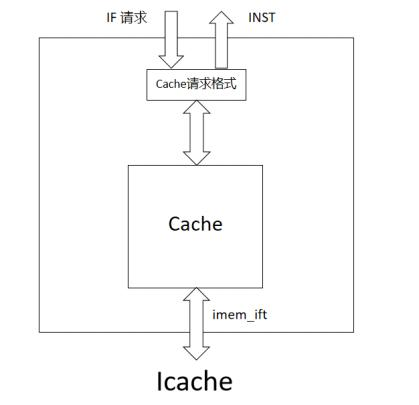 IF 请求
INST
Cache请求格式
Cache
imem_ift
Icache